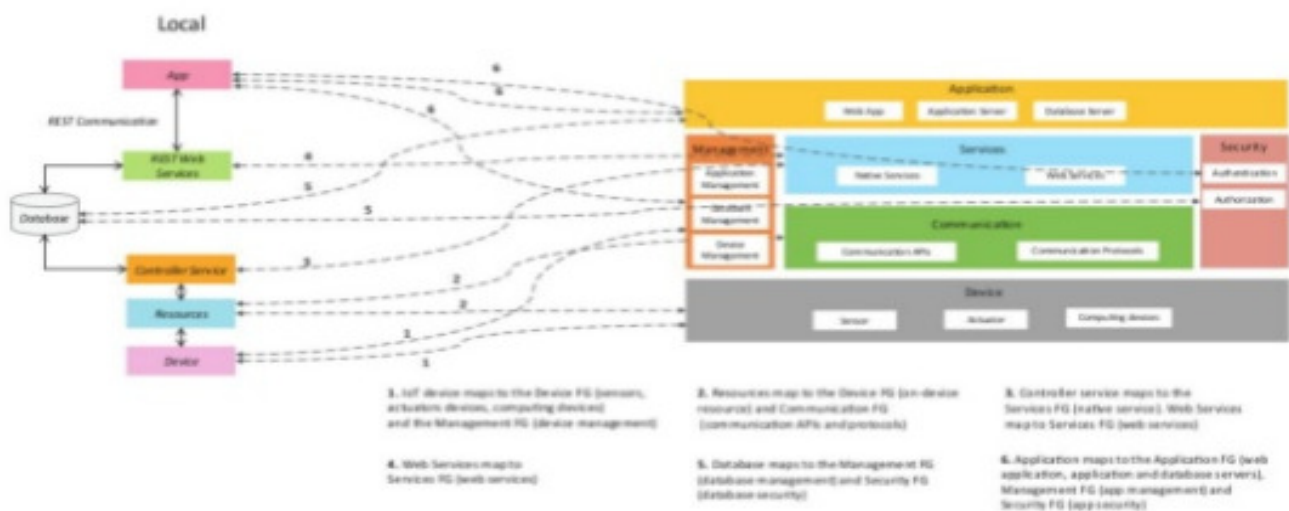 Local
App
REST Communication
REST Web
Services
Database
Controller Service
Resources
Device
6
6
6
4
5
5
3
2
2
1
1
Application
Web App
Application Server
Database Server
Management
Application
Management
Database
Management
Device
Management
Services
Native Services
Web Services
Communication
Communication APIs
Communication Protocols
Security
Authentication
Authorization
Device
Sensor
Actuator
Computing devices
1. IoT device maps to the Device FG (sensors,
actuators devices, computing devices)
and the Management FG (device management)
2. Resources map to the Device FG (on-device
resource) and Communication FG
(communication APIs and protocols)
3. Controller service maps to the
Services FG (native service). Web Services
map to Services FG (web services)
4. Web Services map to
Services FG (web services)
5. Database maps to the Management FG
(database management) and Security FG
(database security)
6. Application maps to the Application FG (web
application, application and database servers),
Management FG (app management) and
Security FG (app security)